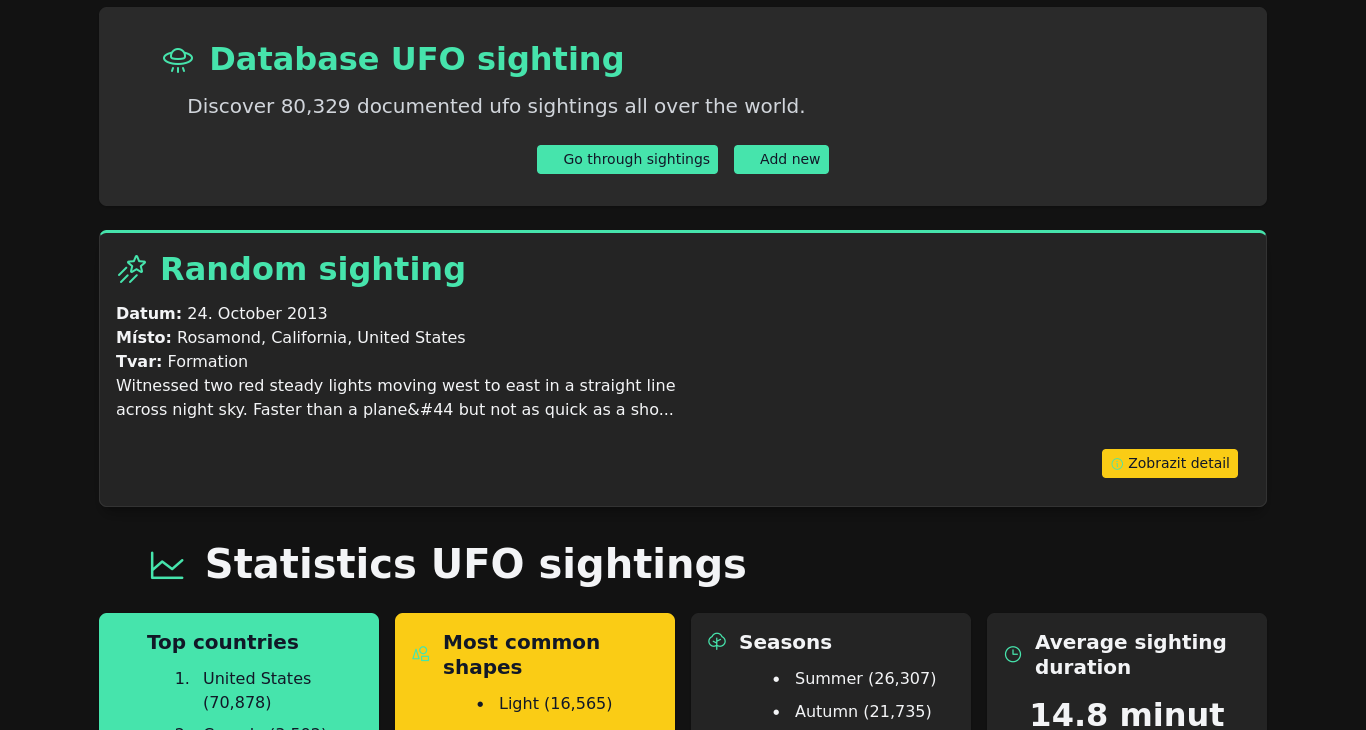 Database UFO sighting
Discover 80,329 documented ufo sightings all over the world.
Go through sightings
Add new
Random sighting
Datum: 24. October 2013
Místo: Rosamond, California, United States
Tvar: Formation
Witnessed two red steady lights moving west to east in a straight line
across night sky. Faster than a plane&#44 but not as quick as a sho...
Zobrazit detail
Statistics UFO sightings
Top countries
1. United States
(70,878)
Most common
shapes
• Light (16,565)
Seasons
• Summer (26,307)
• Autumn (21,735)
Average sighting
duration
14.8 minut